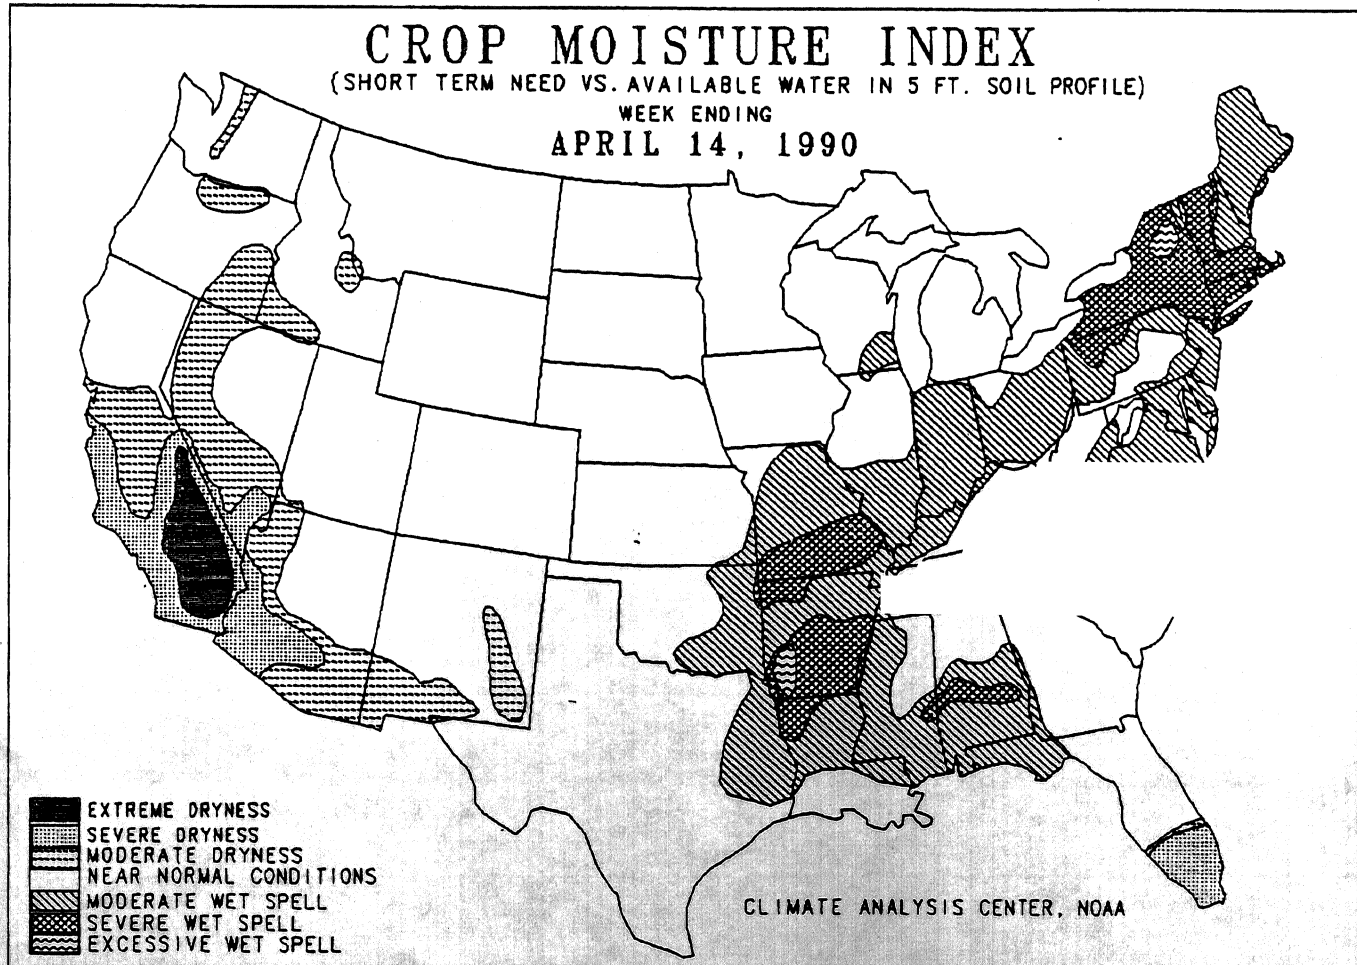 CROP MOISTURE INDEX
(SHORT TERM NEED VS. AVAILABLE WATER IN 5 FT. SOIL PROFILE)
WEEK ENDING
APRIL 14, 1990
EXTREME DRYNESS
SEVERE DRYNESS
MODERATE DRYNESS
NEAR NORMAL CONDITIONS
MODERATE WET SPELL
SEVERE WET SPELL
EXCESSIVE WET SPELL
CLIMATE ANALYSIS CENTER, NOAA